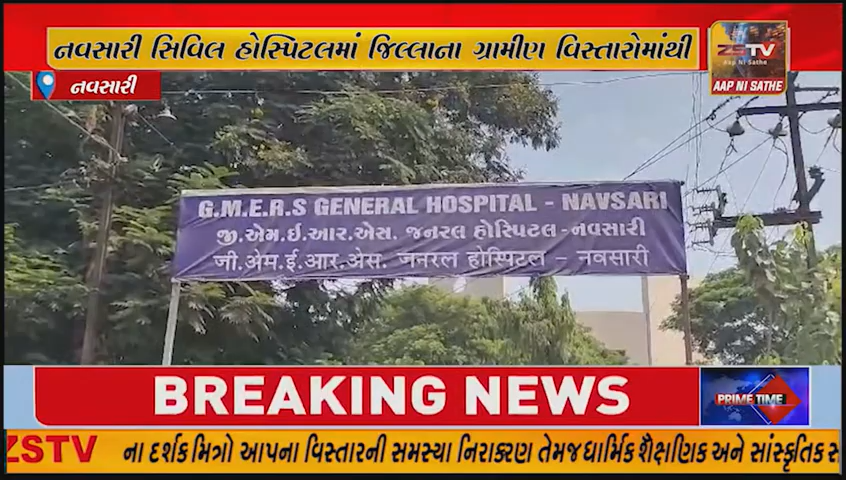 નવસારી સિવિલ હોસ્પિટલમાં જિલ્લાના ગ્રામીણ વિસ્તારોમાંથી
ZSTV
Aap Ni Sathe
AAP NI SATHE
નવસારી
G.M.E.R.S GENERAL HOSPITAL - NAVSARI
જી.એમ.ઇ.આર.એસ. જનરલ હોસ્પિટલ - નવસારી
जी.एम.ई.आर.एस. जनरल होस्पिटल - नवसारी
BREAKING NEWS
PRIME TIME
ZSTV ના દર્શક મિત્રો આપના વિસ્તારની સમસ્યા નિરાકરણ તેમજ ધાર્મિક શૈક્ષણિક અને સાંસ્કૃતિક